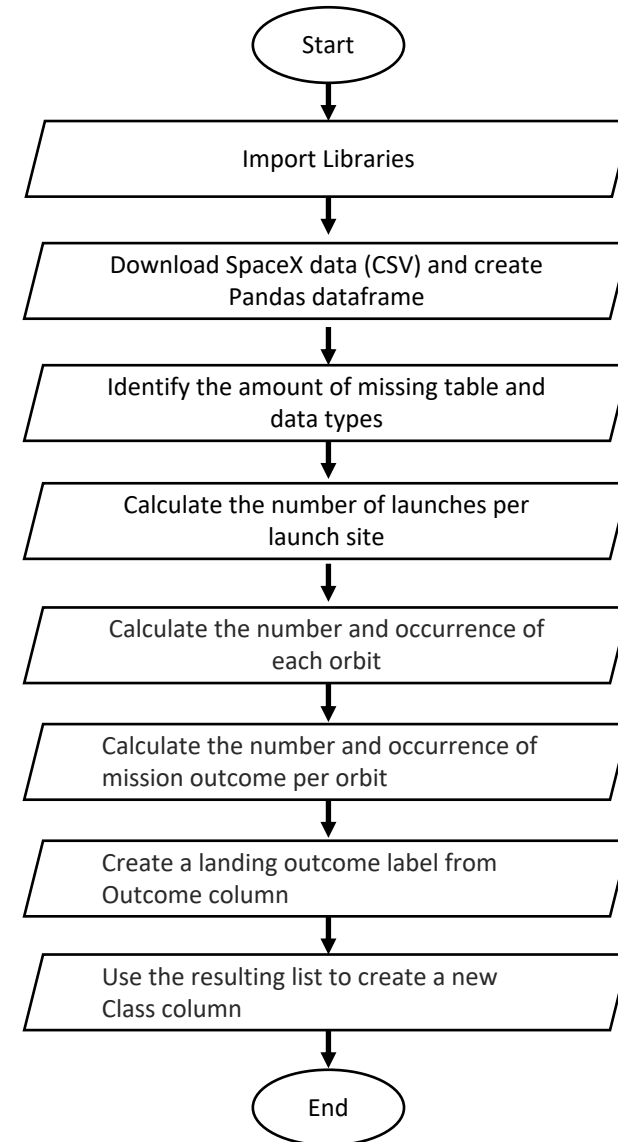 Start
Import Libraries
Download SpaceX data (CSV) and create
Pandas dataframe
Identify the amount of missing table and
data types
Calculate the number of launches per
launch site
Calculate the number and occurrence of
each orbit
Calculate the number and occurrence of
mission outcome per orbit
Create a landing outcome label from
Outcome column
Use the resulting list to create a new
Class column
End